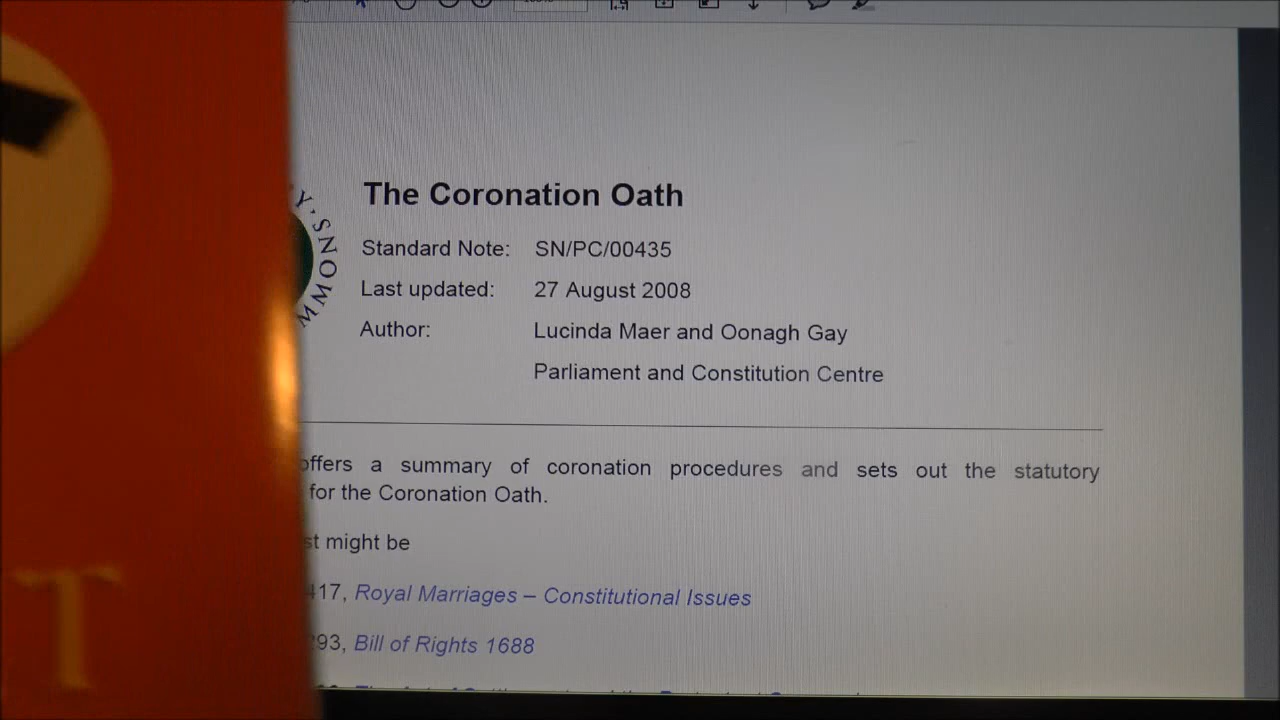 The Coronation Oath
Y, SNOWW
Standard Note: SN/PC/00435
Last updated: 27 August 2008
Author: Lucinda Maer and Oonagh Gay
Parliament and Constitution Centre
offers a summary of coronation procedures and sets out the statutory
for the Coronation Oath.
st might be
417, Royal Marriages – Constitutional Issues
293, Bill of Rights 1688
T